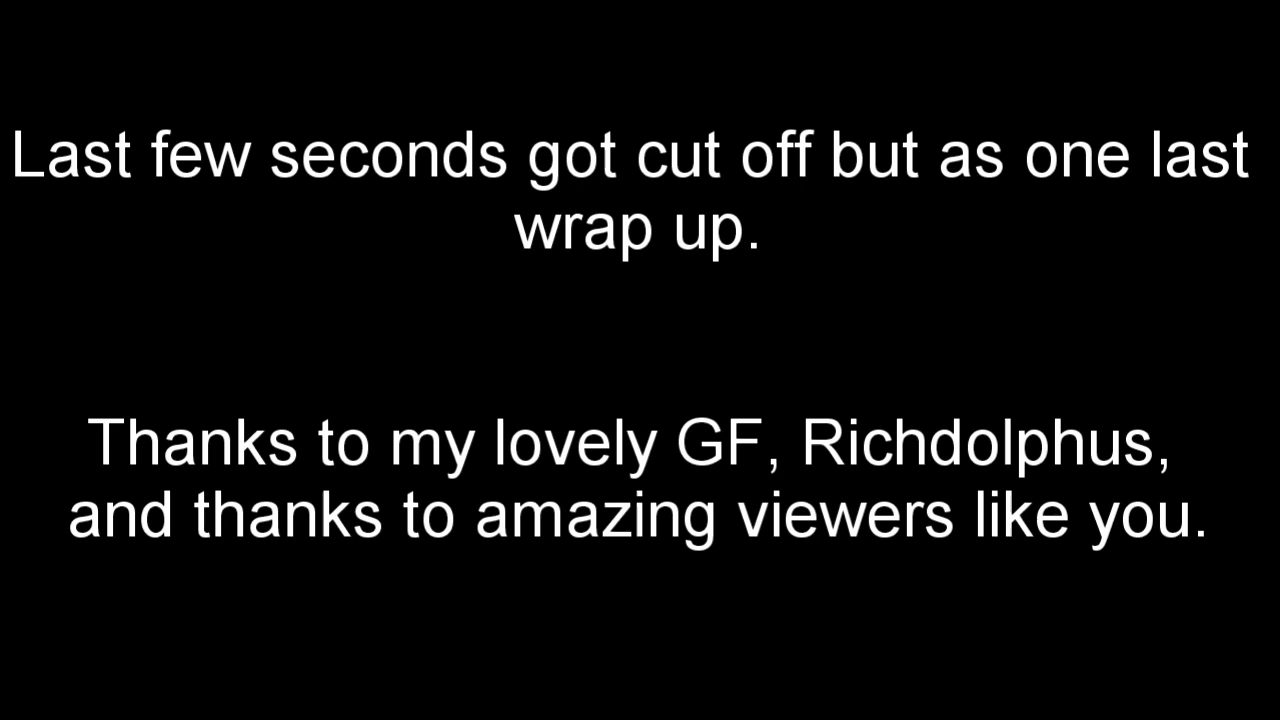 Last few seconds got cut off but as one last
wrap up.
Thanks to my lovely GF, Richdolphus,
and thanks to amazing viewers like you.